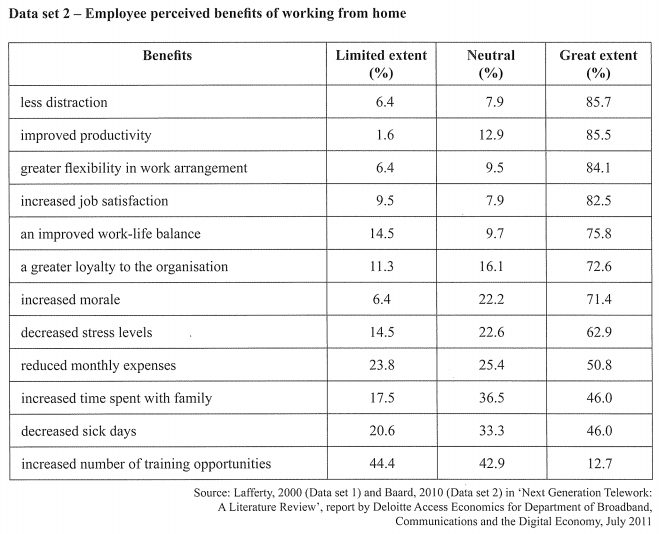 Data set 2 – Employee perceived benefits of working from home
Benefits Limited extent (%) Neutral (%) Great extent (%)
less distraction 6.4 7.9 85.7
improved productivity 1.6 12.9 85.5
greater flexibility in work arrangement 6.4 9.5 84.1
increased job satisfaction 9.5 7.9 82.5
an improved work-life balance 14.5 9.7 75.8
a greater loyalty to the organisation 11.3 16.1 72.6
increased morale 6.4 22.2 71.4
decreased stress levels 14.5 22.6 62.9
reduced monthly expenses 23.8 25.4 50.8
increased time spent with family 17.5 36.5 46.0
decreased sick days 20.6 33.3 46.0
increased number of training opportunities 44.4 42.9 12.7
Source: Lafferty, 2000 (Data set 1) and Baard, 2010 (Data set 2) in ‘Next Generation Telework:
A Literature Review’, report by Deloitte Access Economics for Department of Broadband,
Communications and the Digital Economy, July 2011